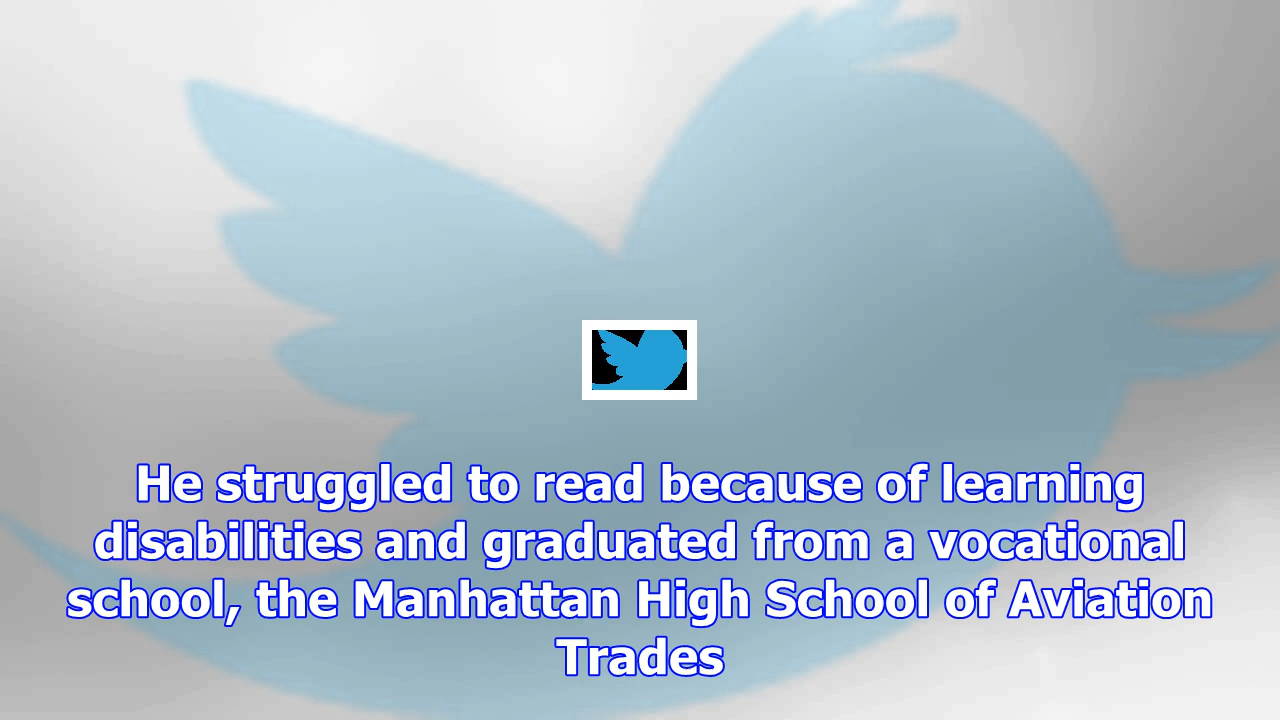 He struggled to read because of learning
disabilities and graduated from a vocational
school, the Manhattan High School of Aviation
Trades